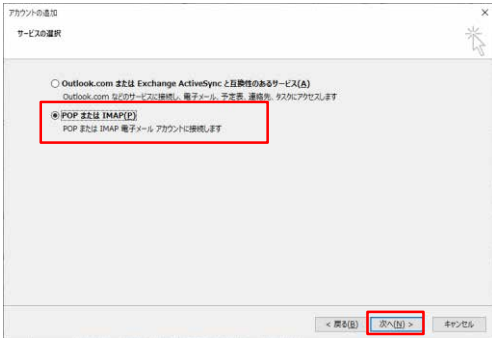 アカウントの追加
サービスの選択
Outlook.com または Exchange ActiveSync と互換性のあるサービス(A)
Outlook.com などのサービスに接続し、電子メール、予定表、連絡先、タスクにアクセスします
POP または IMAP(P)
POP または IMAP 電子メール アカウントに接続します
< 戻る(B) 次へ(N) > キャンセル